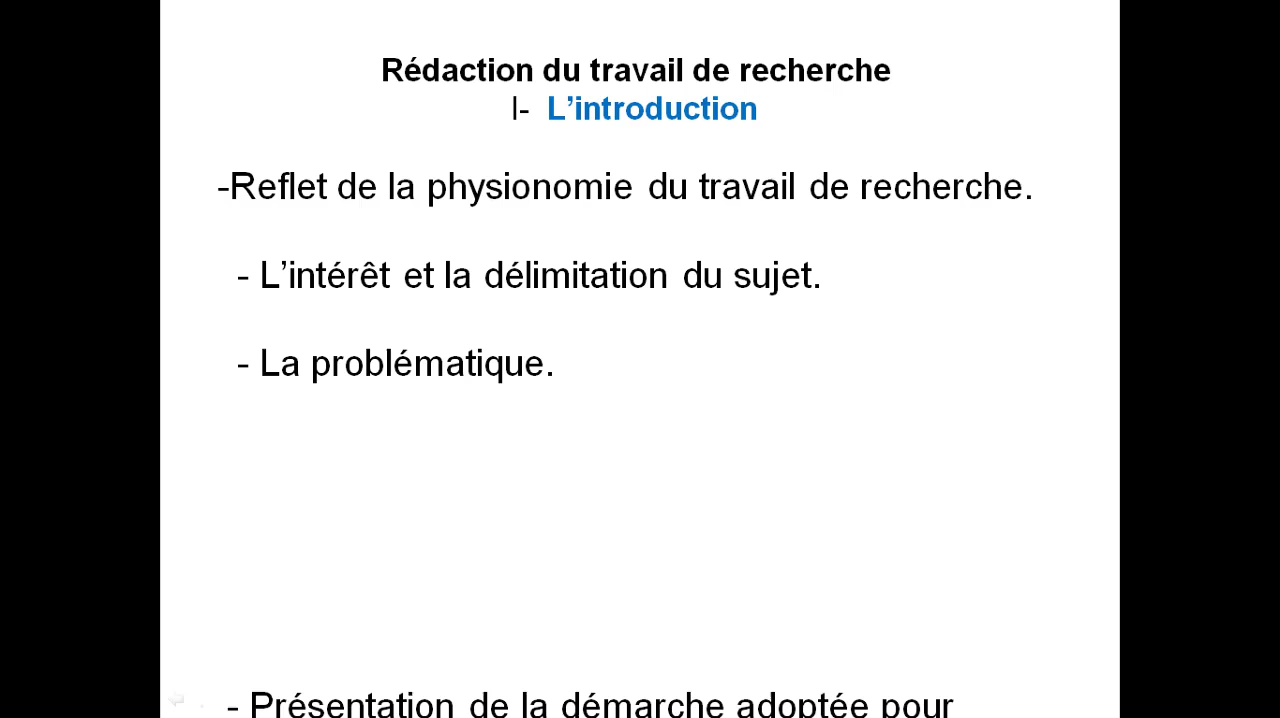 Rédaction du travail de recherche
I- L’introduction
-Reflet de la physionomie du travail de recherche.
- L’intérêt et la délimitation du sujet.
- La problématique.
- Présentation de la démarche adoptée pour